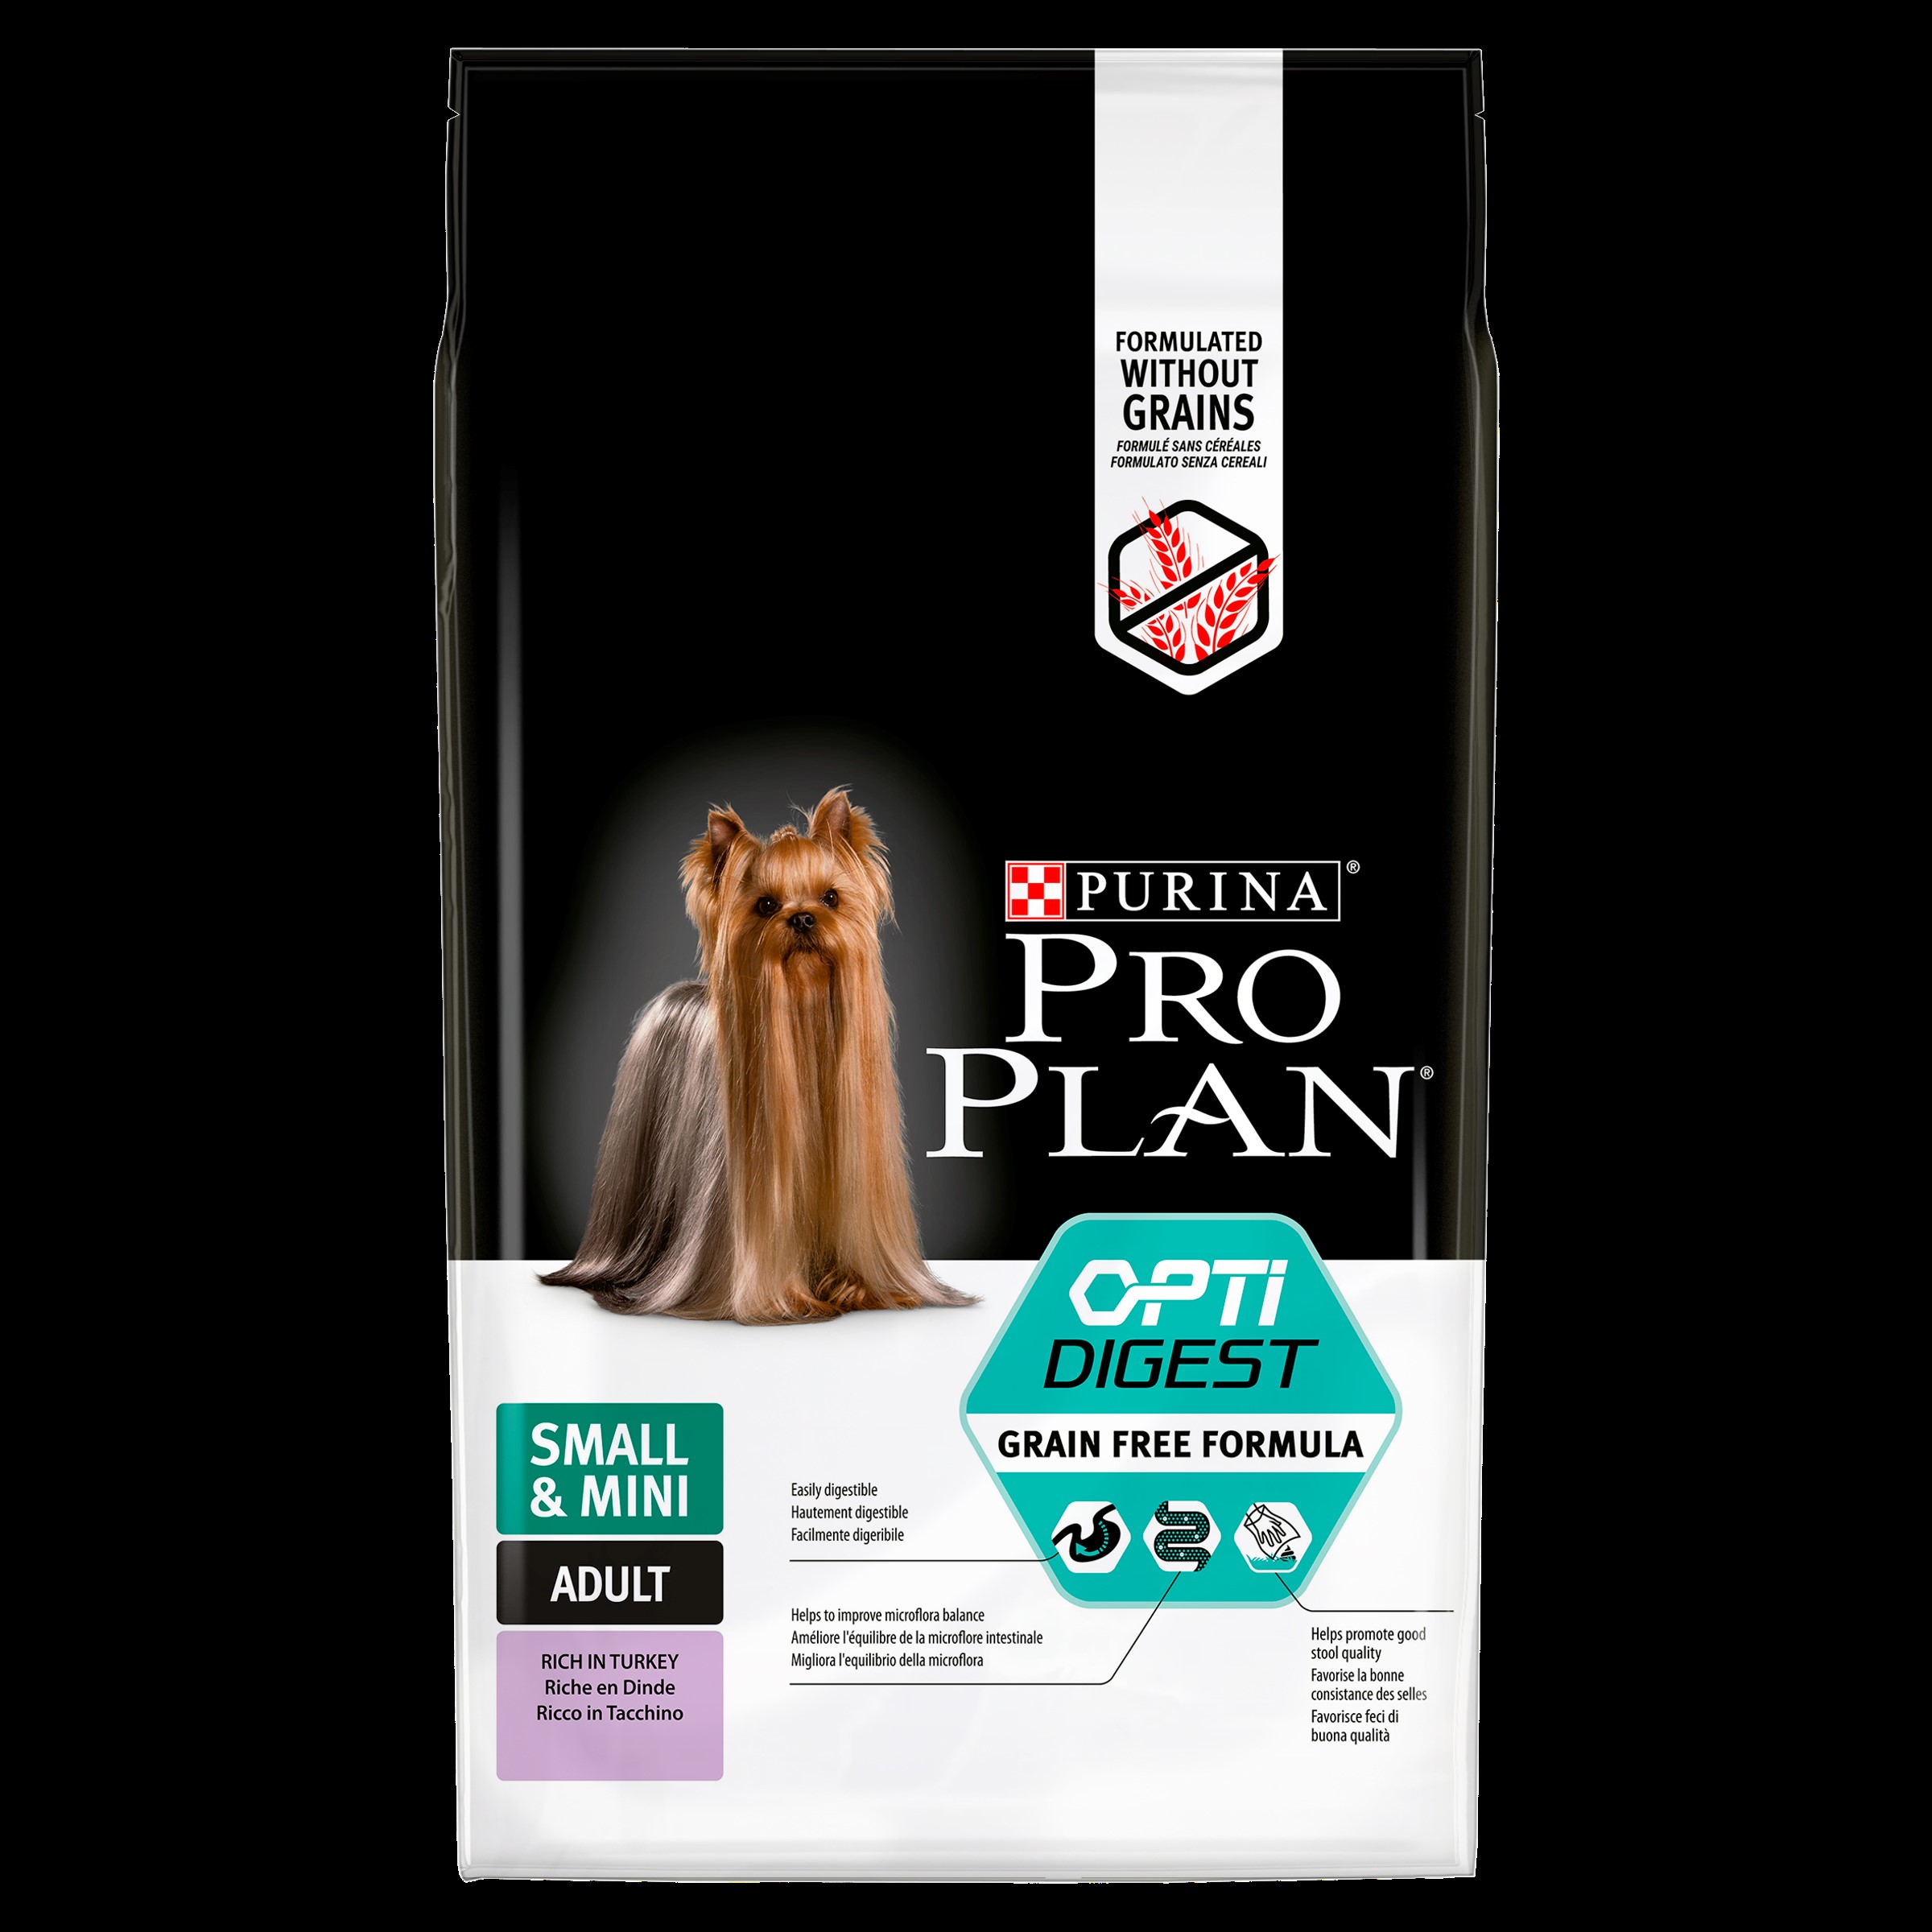 FORMULATED
WITHOUT
GRAINS
FORMULÉ SANS CÉRÉALES
FORMULATO SENZA CEREALI
PURINA®
PRO
PLAN®
OPTI
DIGEST
GRAIN FREE FORMULA
SMALL
& MINI
ADULT
RICH IN TURKEY
Riche en Dinde
Ricco in Tacchino
Easily digestible
Hautement digestible
Facilmente digeribile
Helps to improve microflora balance
Améliore l'équilibre de la microflore intestinale
Migliora l'equilibrio della microflora
Helps promote good
stool quality
Favorise la bonne
consistance des selles
Favorisce feci di
buona qualità